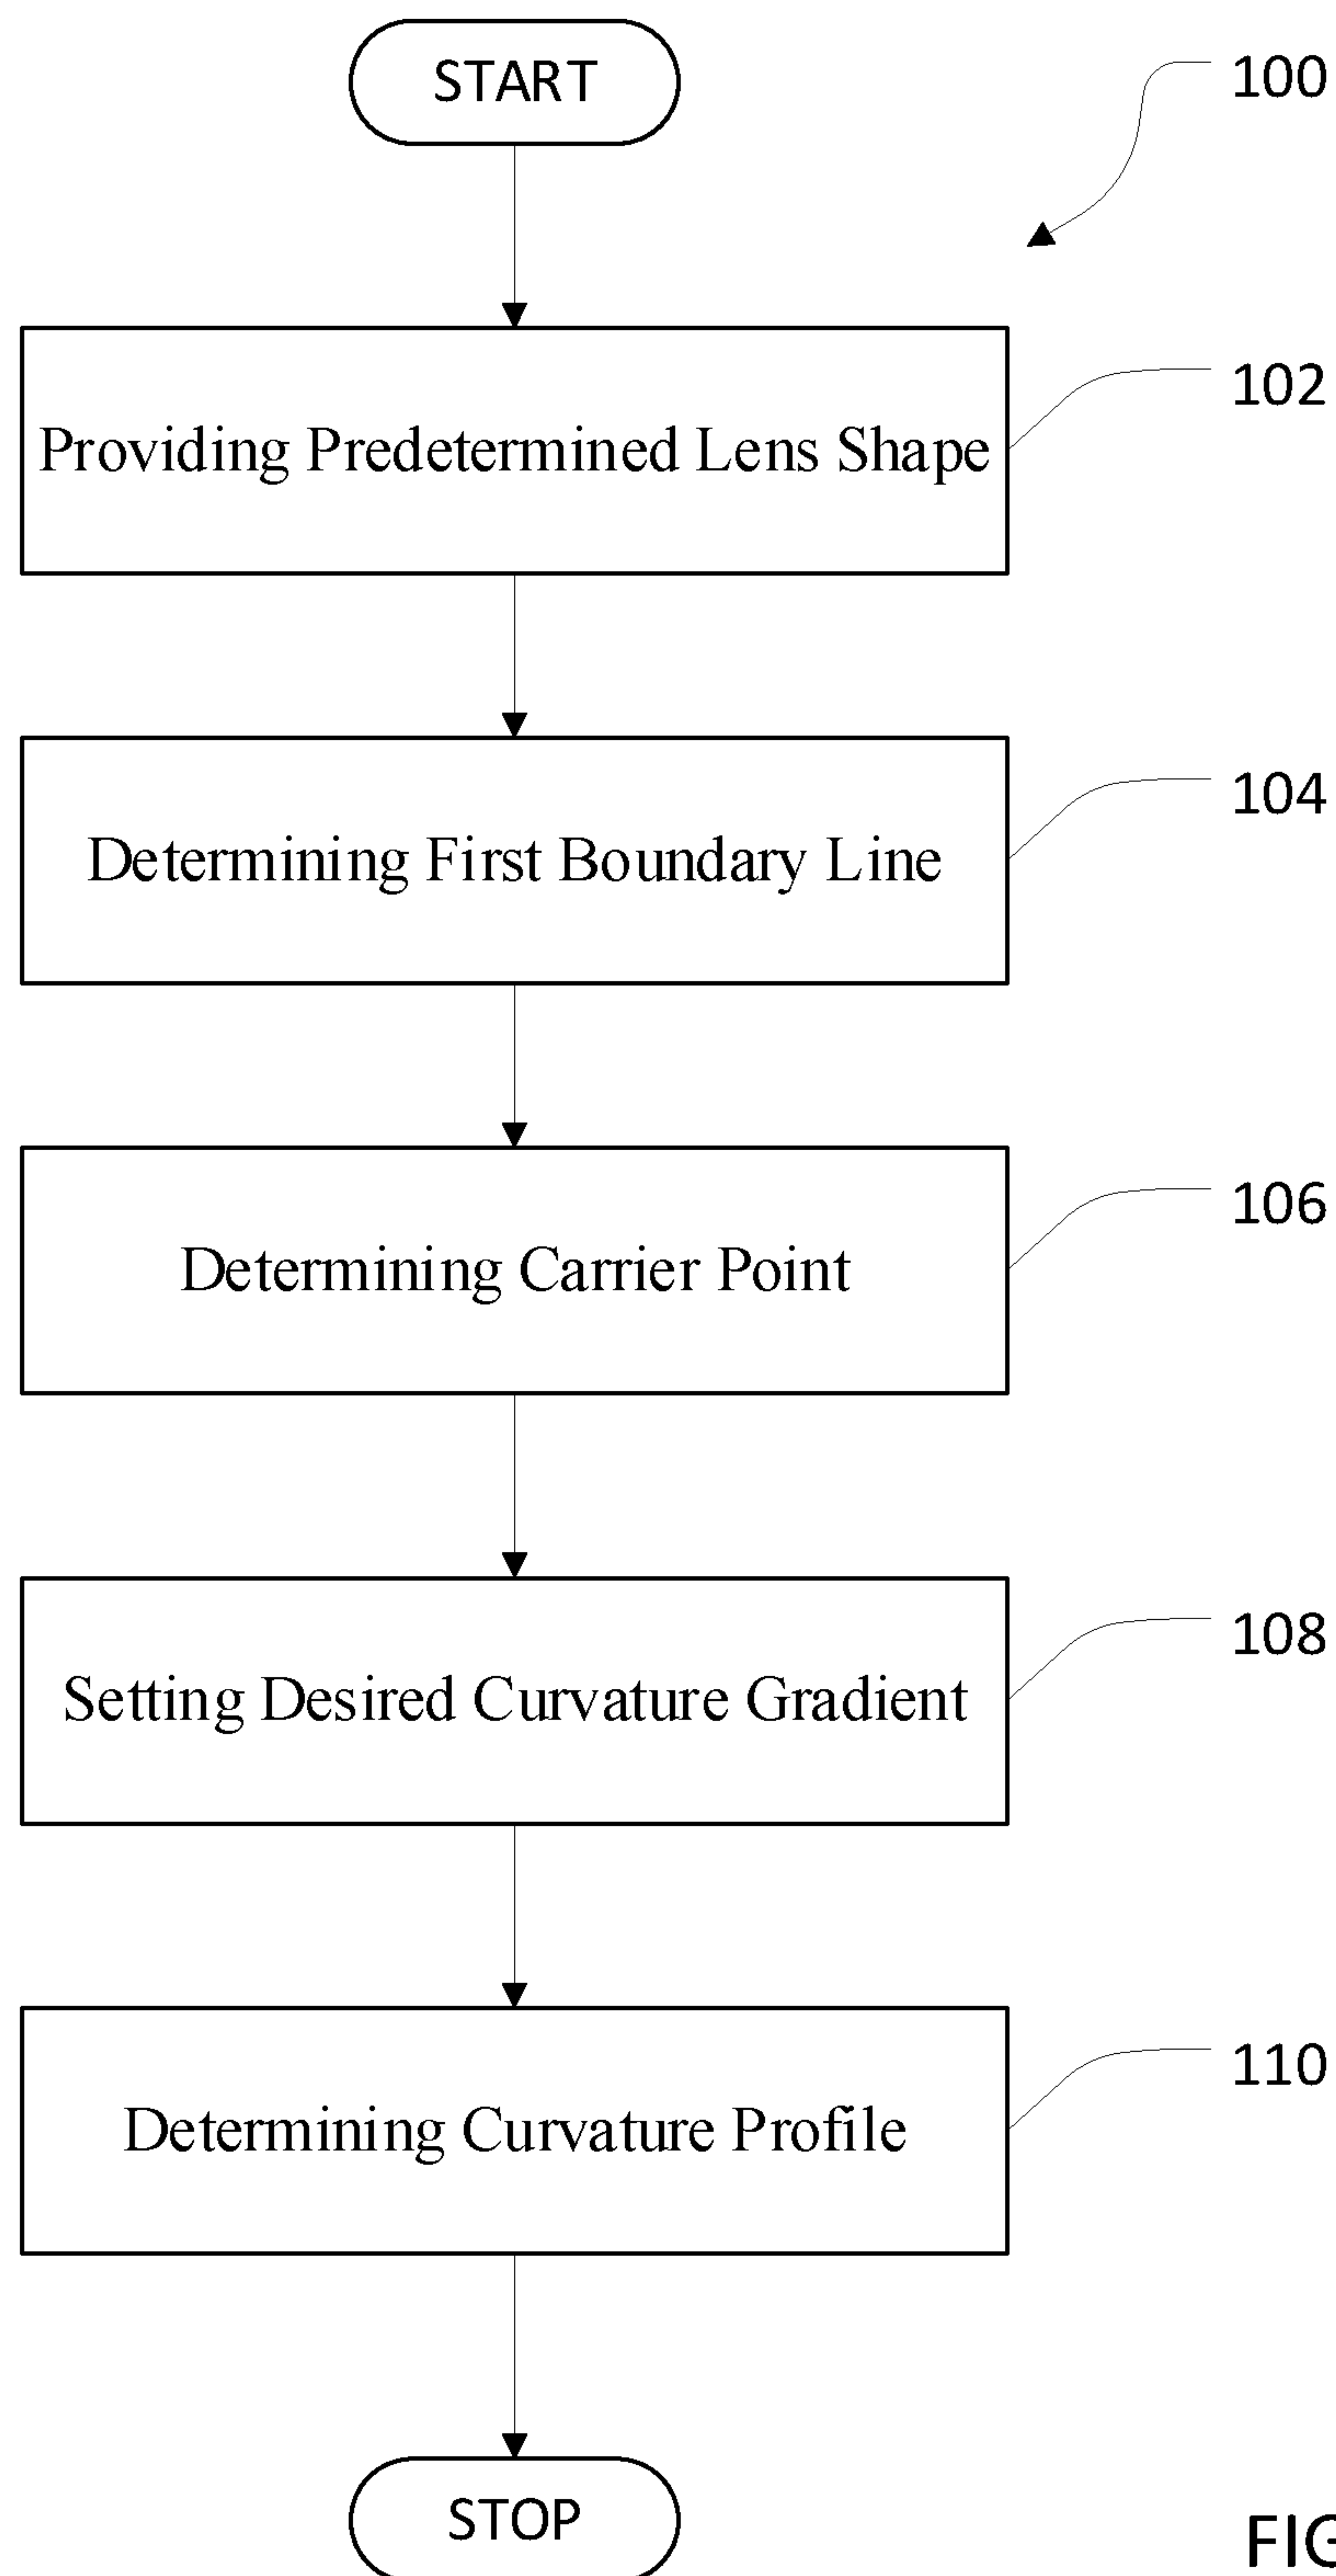 START
100
Providing Predetermined Lens Shape
102
Determining First Boundary Line
104
Determining Carrier Point
106
Setting Desired Curvature Gradient
108
Determining Curvature Profile
110
STOP
FIG